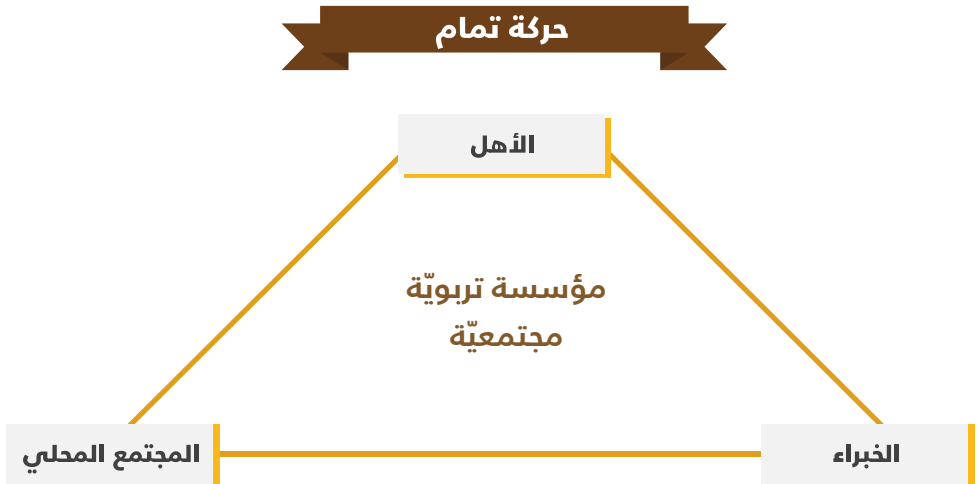 حركة تمام
الأهل
مؤسسة تربويّة
مجتمعيّة
الخبراء
المجتمع المحلي